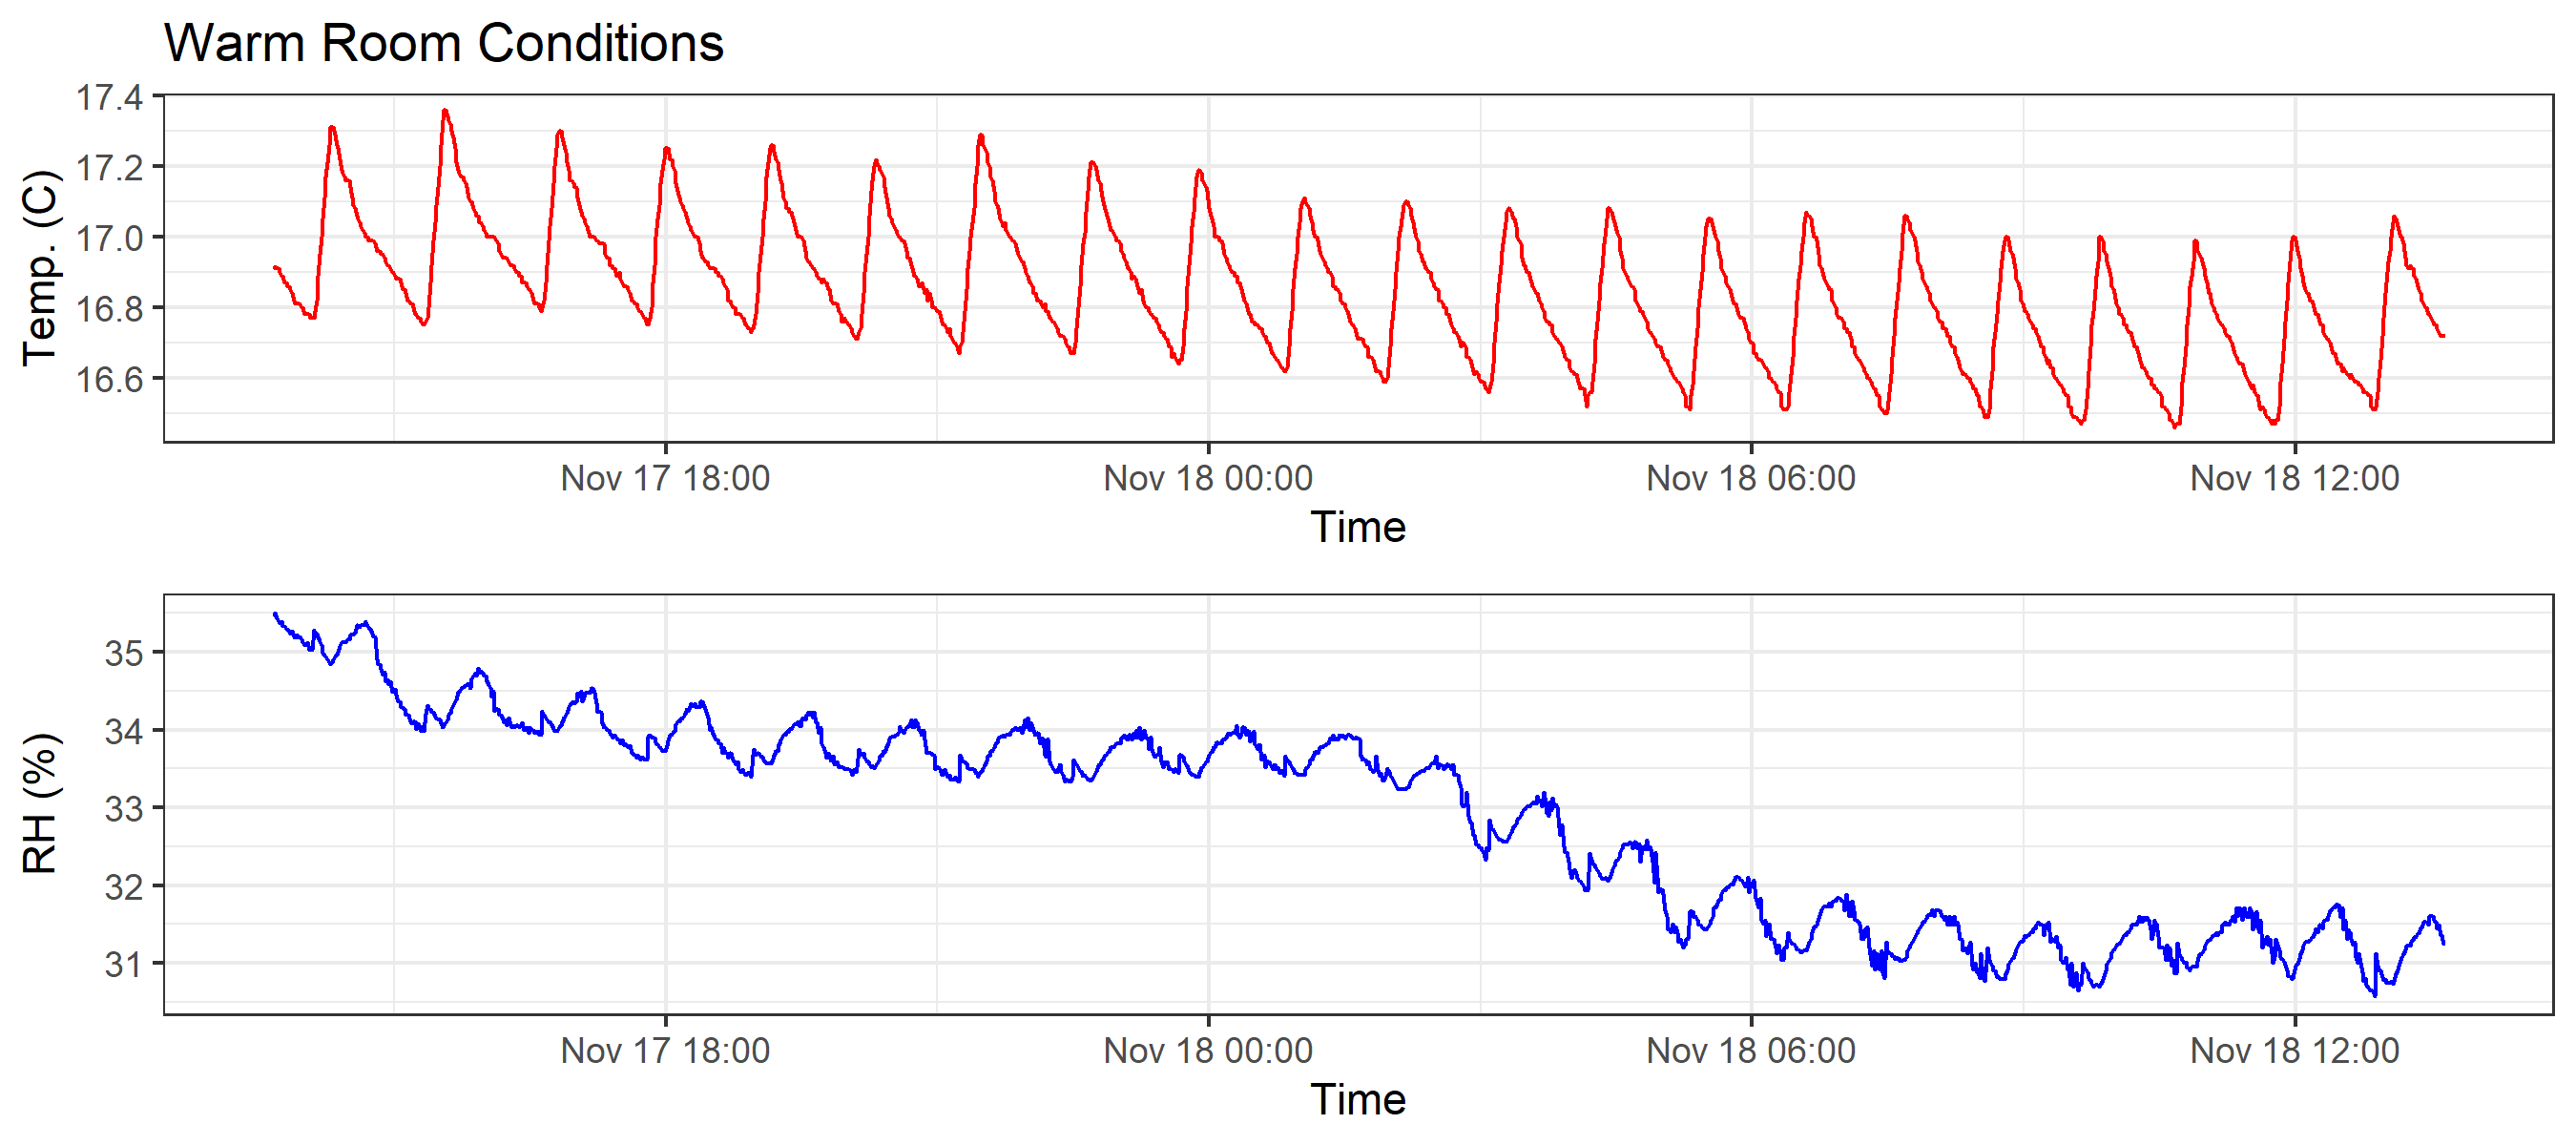 Warm Room Conditions
17.4
17.2
17.0
16.8
16.6
Temp. (C)
Nov 17 18:00 Nov 18 00:00 Nov 18 06:00 Nov 18 12:00
Time
35
34
33
32
31
RH (%)
Nov 17 18:00 Nov 18 00:00 Nov 18 06:00 Nov 18 12:00
Time